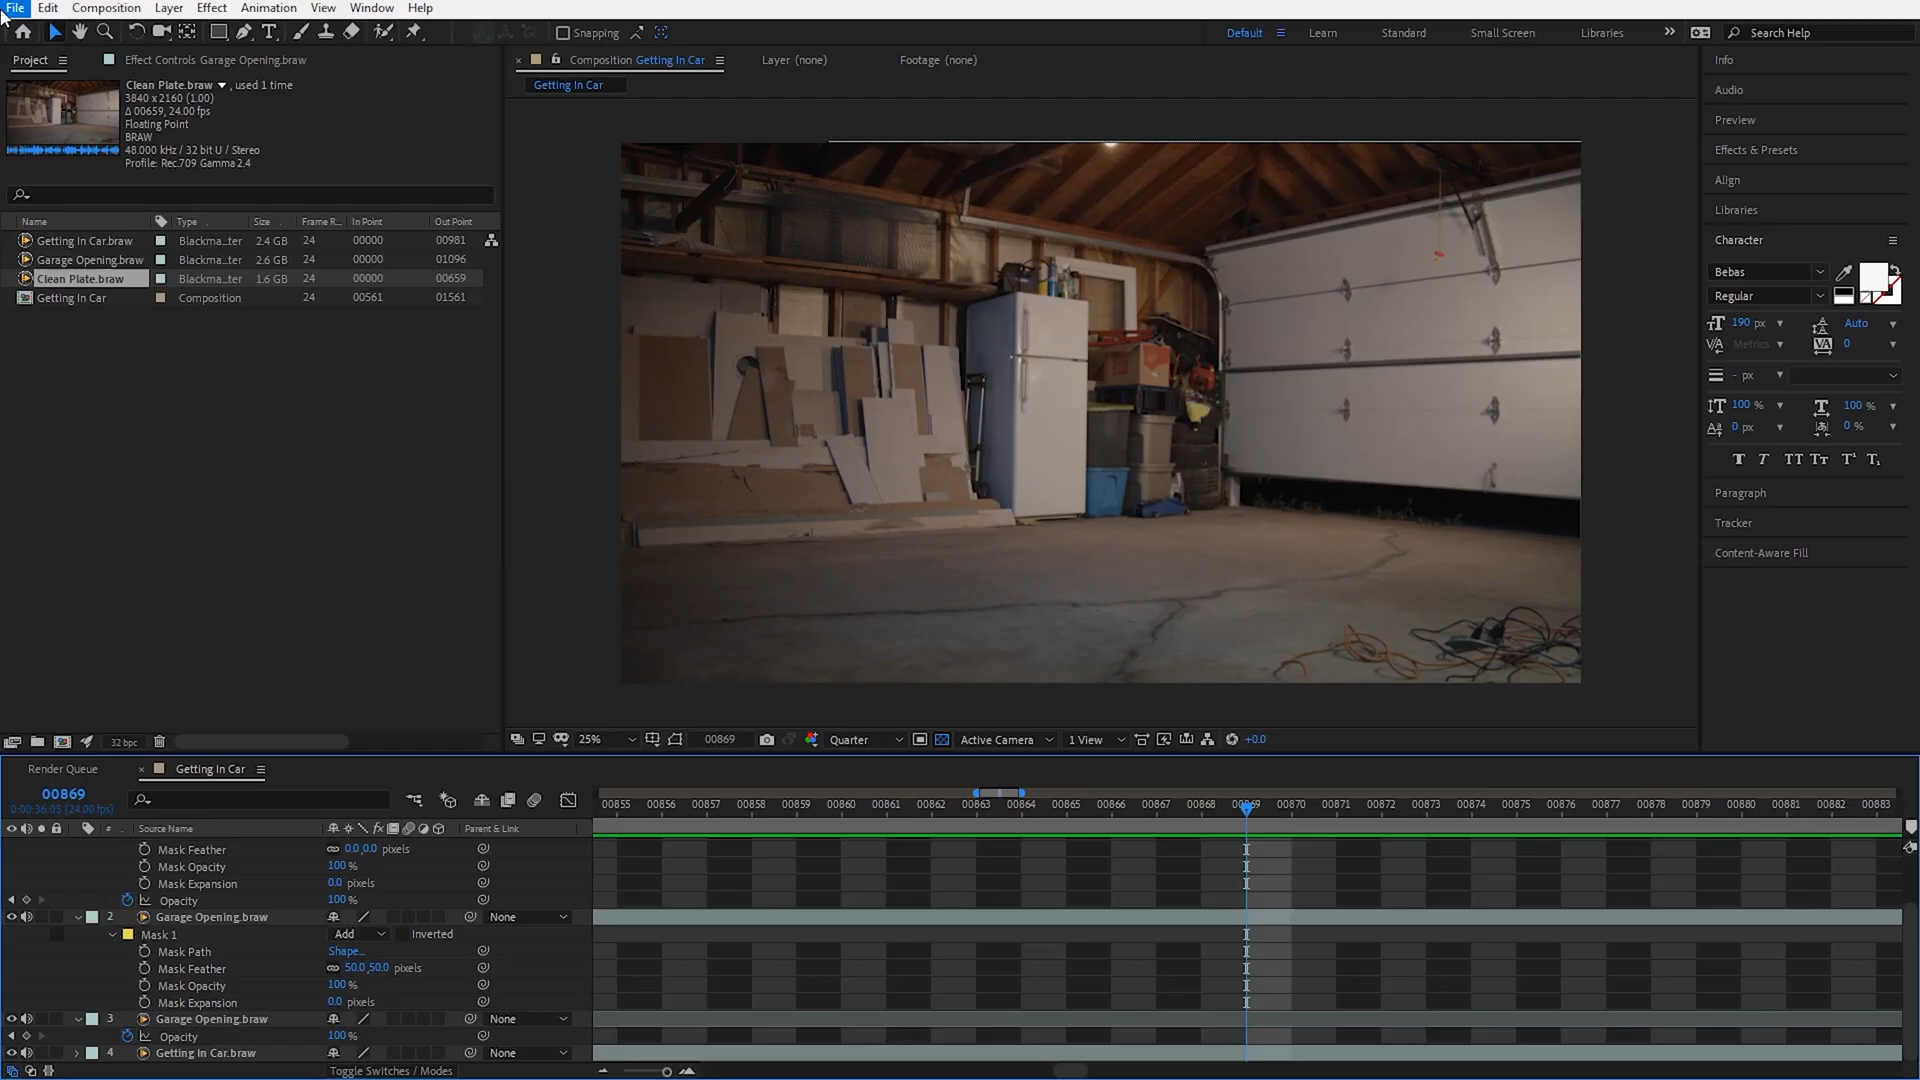 File Edit Composition Layer Effect Animation View Window Help
Snapping Default Learn Standard Small Screen Libraries Search Help
Project Effect Controls Garage Opening.braw Composition Getting In Car Layer (none) Footage (none) Info
Getting In Car
Clean Plate.braw , used 1 time
3840 x 2160 (1.00)
Δ 00659, 24.00 fps
Floating Point
BRAW
48.000 kHz / 32 bit U / Stereo
Profile: Rec.709 Gamma 2.4
Name Type Size Frame R... In Point Out Point
Getting In Car.braw Blackma...ter 2.4 GB 24 00000 00981
Garage Opening.braw Blackma...ter 2.6 GB 24 00000 01096
Clean Plate.braw Blackma...ter 1.6 GB 24 00000 00659
Getting In Car Composition 24 00561 01561
Audio
Preview
Effects & Presets
Align
Libraries
Character
Bebas
Regular
190 px Auto
Metrics 0
- px
100 % 100 %
0 px 0 %
T T TT Tт T¹ T₁
Paragraph
Tracker
Content-Aware Fill
32 bpc 25% 00869 Quarter Active Camera 1 View +0.0
Render Queue Getting In Car
00869
0:00:36:05 (24.00 fps)
00855 00856 00857 00858 00859 00860 00861 00862 00863 00864 00865 00866 00867 00868 00869 00870 00871 00872 00873 00874 00875 00876 00877 00878 00879 00880 00881 00882 00883
# Source Name Parent & Link
Mask Feather 0.0,0.0 pixels
Mask Opacity 100 %
Mask Expansion 0.0 pixels
Opacity 100 %
2 Garage Opening.braw None
Mask 1 Add Inverted
Mask Path Shape...
Mask Feather 50.0,50.0 pixels
Mask Opacity 100 %
Mask Expansion 0.0 pixels
3 Garage Opening.braw None
Opacity 100 %
4 Getting In Car.braw None
Toggle Switches / Modes